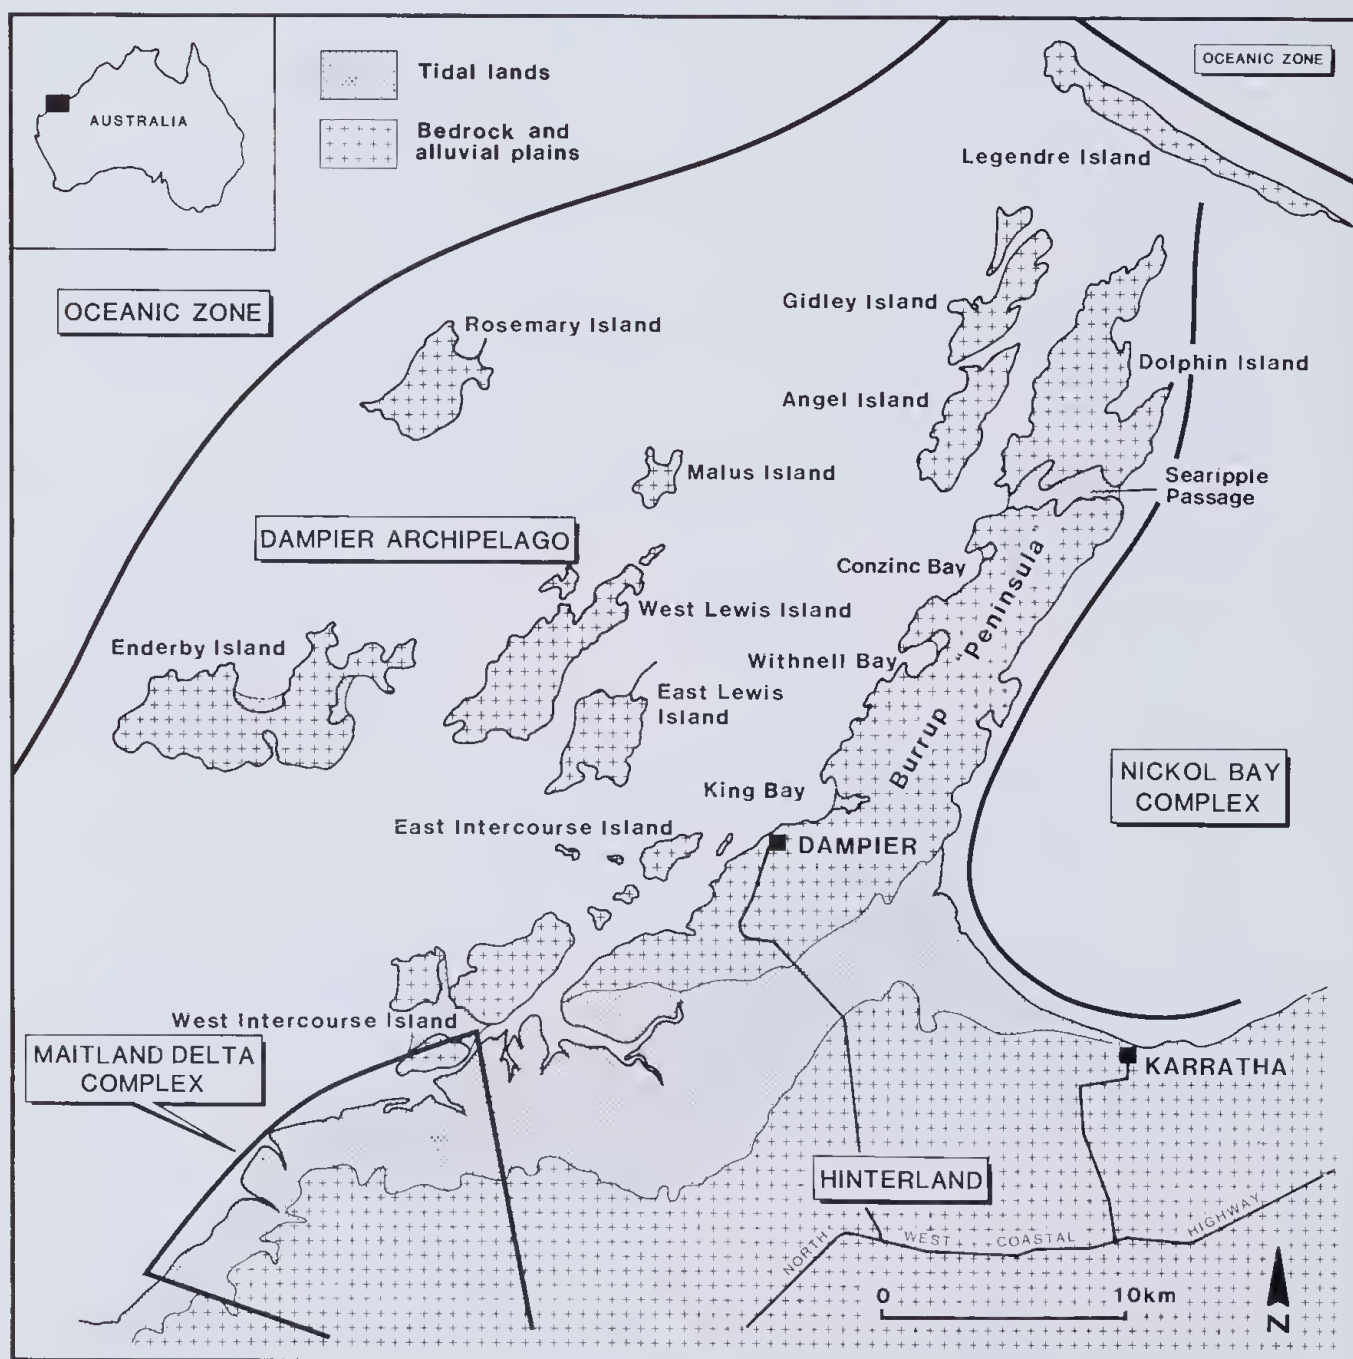 AUSTRALIA
Tidal lands
Bedrock and
alluvial plains
OCEANIC ZONE
Legendre Island
OCEANIC ZONE
Gidley Island
Rosemary Island
Dolphin Island
Angel Island
Malus Island
Searipple
Passage
DAMPIER ARCHIPELAGO
Conzinc Bay
West Lewis Island
Enderby Island
Withnell Bay
Burrup "Peninsula"
East Lewis
Island
NICKOL BAY
COMPLEX
King Bay
East Intercourse Island
DAMPIER
West Intercourse Island
MAITLAND DELTA
COMPLEX
KARRATHA
HINTERLAND
NORTH WEST COASTAL HIGHWAY
0 10km
N